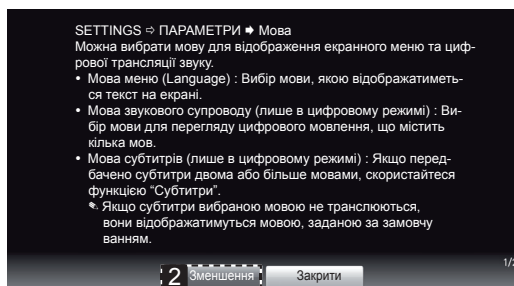 SETTINGS ⇨ ПАРАМЕТРИ ➧ Мова
Можна вибрати мову для відображення екранного меню та циф-
рової трансляції звуку.
• Мова меню (Language) : Вибір мови, якою відображатиметь-
ся текст на екрані.
• Мова звукового супроводу (лише в цифровому режимі) : Ви-
бір мови для перегляду цифрового мовлення, що містить
кілька мов.
• Мова субтитрів (лише в цифровому режимі) : Якщо перед-
бачено субтитри двома або більше мовами, скористайтеся
функцією “Субтитри”.
✎ Якщо субтитри вибраною мовою не транслюються,
вони відображатимуться мовою, заданою за замовчу
ванням.
1/2
2 Зменшення Закрити